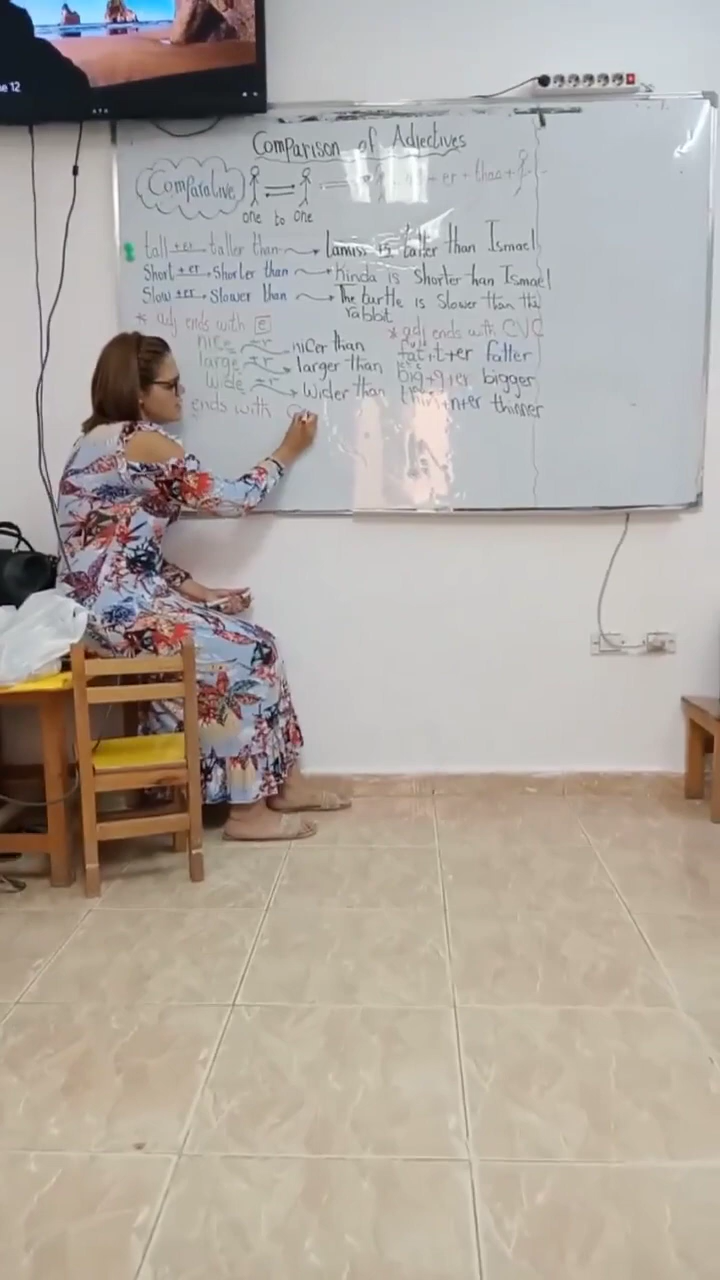 e 12
Comparison of Adjectives
Comparative
er + than +
one to one
tall +er taller than Lamiss is taller than Ismael
Short +er Shorter than Kinda is Shorter than Ismael
Slow +er Slower than The turtle is Slower than the
rabbit
* adj ends with e * adj ends with CVC
nice +r nicer than fat+t+er fatter
large +r larger than big+g+er bigger
wide +r wider than thin+n+er thinner
ends with C